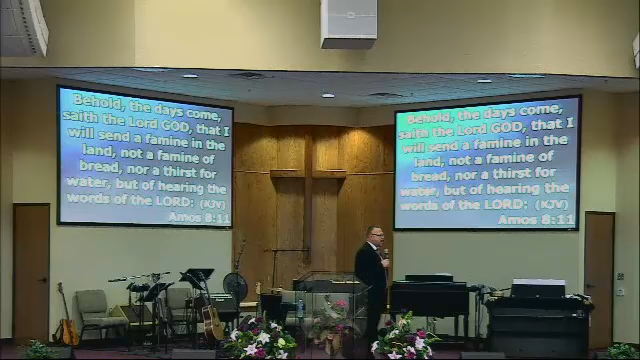 Behold, the days come,
saith the Lord GOD, that I
will send a famine in the
land, not a famine of
bread, nor a thirst for
water, but of hearing the
words of the LORD: (KJV)
Amos 8:11
Behold, the days come,
saith the Lord GOD, that I
will send a famine in the
land, not a famine of
bread, nor a thirst for
water, but of hearing the
words of the LORD: (KJV)
Amos 8:11